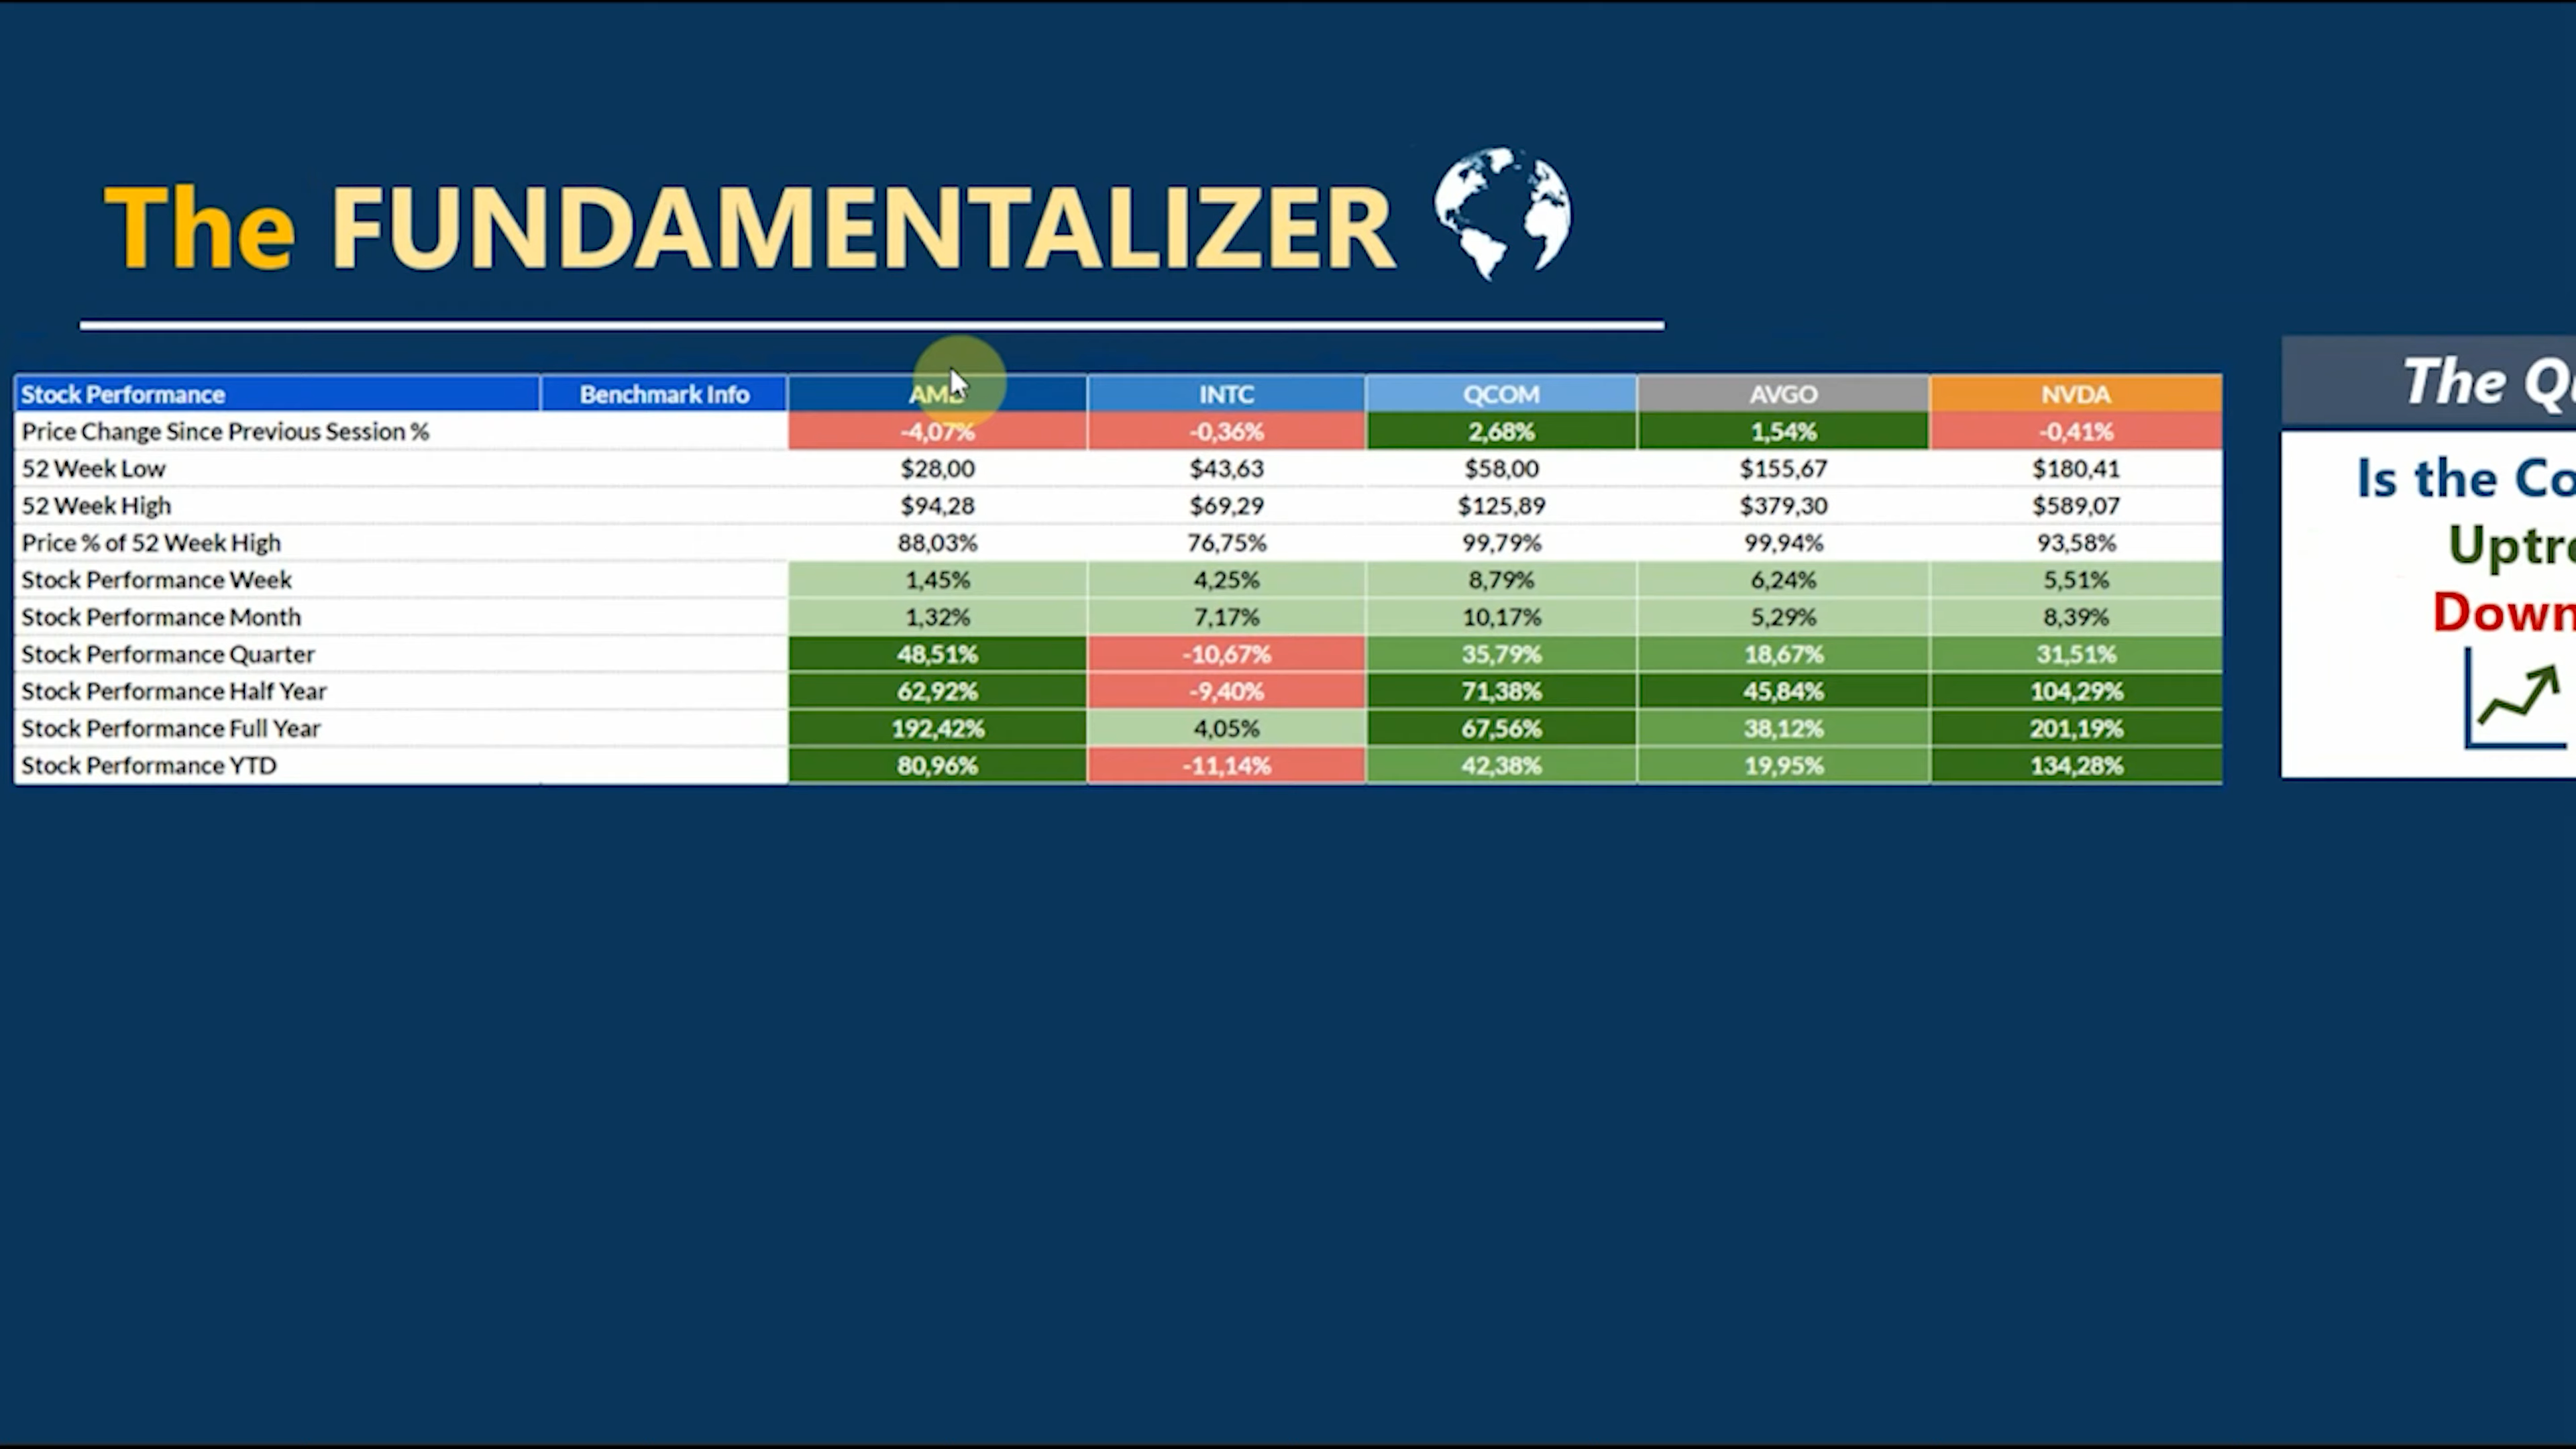 The FUNDAMENTALIZER
Stock Performance Benchmark Info AMD INTC QCOM AVGO NVDA
Price Change Since Previous Session % -4,07% -0,36% 2,68% 1,54% -0,41%
52 Week Low $28,00 $43,63 $58,00 $155,67 $180,41
52 Week High $94,28 $69,29 $125,89 $379,30 $589,07
Price % of 52 Week High 88,03% 76,75% 99,79% 99,94% 93,58%
Stock Performance Week 1,45% 4,25% 8,79% 6,24% 5,51%
Stock Performance Month 1,32% 7,17% 10,17% 5,29% 8,39%
Stock Performance Quarter 48,51% -10,67% 35,79% 18,67% 31,51%
Stock Performance Half Year 62,92% -9,40% 71,38% 45,84% 104,29%
Stock Performance Full Year 192,42% 4,05% 67,56% 38,12% 201,19%
Stock Performance YTD 80,96% -11,14% 42,38% 19,95% 134,28%
The
Is the